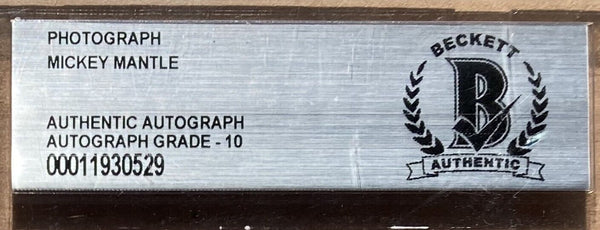 PHOTOGRAPH
MICKEY MANTLE
AUTHENTIC AUTOGRAPH
AUTOGRAPH GRADE - 10
00011930529
BECKETT
B
AUTHENTIC